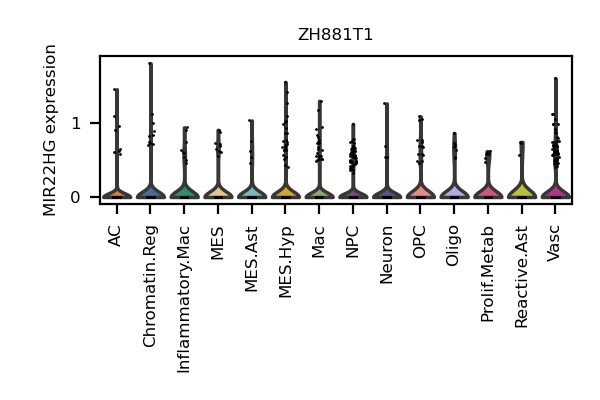 ZH881T1
MIR22HG expression
1
0
AC
Chromatin.Reg
Inflammatory.Mac
MES
MES.Ast
MES.Hyp
Mac
NPC
Neuron
OPC
Oligo
Prolif.Metab
Reactive.Ast
Vasc